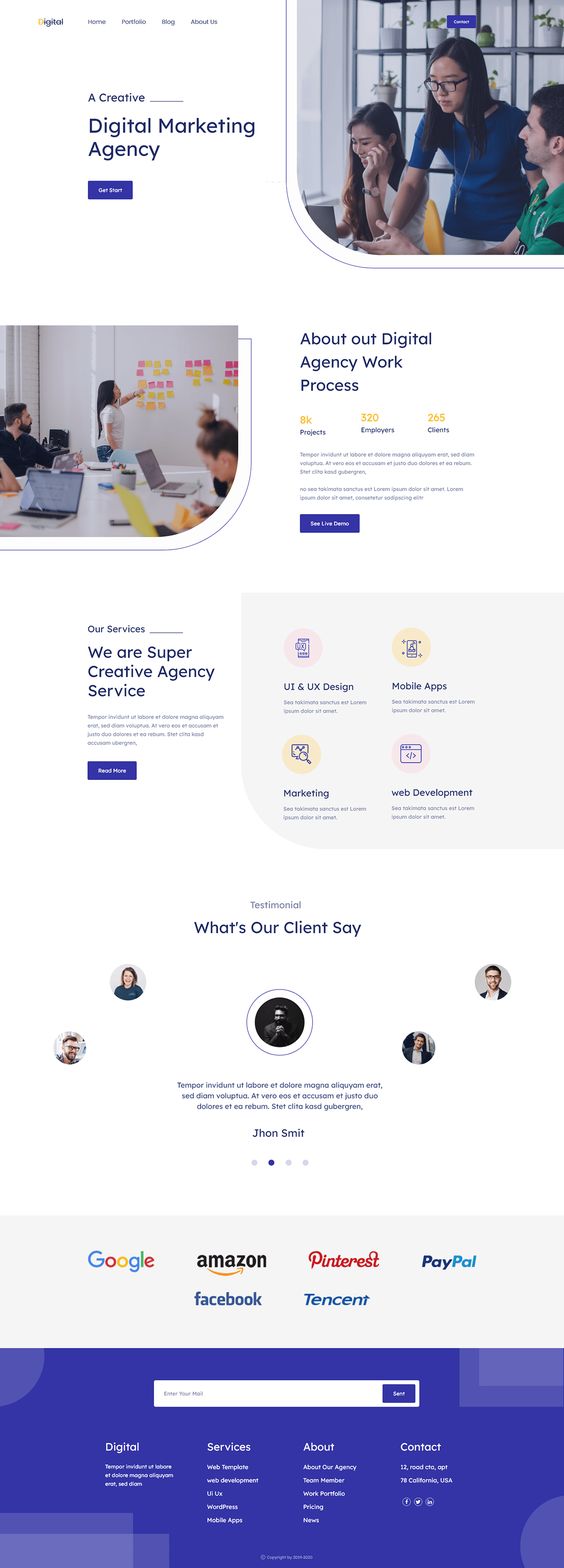 Digital
Home Portfolio Blog About Us
Contact
A Creative
Digital Marketing
Agency
Get Start
About out Digital
Agency Work
Process
8k 320 265
Projects Employers Clients
Tempor invidunt ut labore et dolore magna aliquyam erat, sed diam
voluptua. At vero eos et accusam et justo duo dolores et ea rebum.
Stet clita kasd gubergren,
no sea takimata sanctus est Lorem ipsum dolor sit amet. Lorem
ipsum dolor sit amet, consetetur sadipscing elitr
See Live Demo
Our Services
We are Super
Creative Agency
Service
Tempor invidunt ut labore et dolore magna aliquyam
erat, sed diam voluptua. At vero eos et accusam et
justo duo dolores et ea rebum. Stet clita kasd
accusam ubergren,
Read More
UX
UI & UX Design
Sea takimata sanctus est Lorem
ipsum dolor sit amet.
Mobile Apps
Sea takimata sanctus est Lorem
ipsum dolor sit amet.
Marketing
Sea takimata sanctus est Lorem
ipsum dolor sit amet.
web Development
Sea takimata sanctus est Lorem
ipsum dolor sit amet.
Testimonial
What's Our Client Say
Tempor invidunt ut labore et dolore magna aliquyam erat,
sed diam voluptua. At vero eos et accusam et justo duo
dolores et ea rebum. Stet clita kasd gubergren,
Jhon Smit
Google amazon Pinterest PayPal
facebook Tencent
Enter Your Mail
Sent
Digital
Tempor invidunt ut labore
et dolore magna aliquyam
erat, sed diam
Services
Web Template
web development
Ui Ux
WordPress
Mobile Apps
About
About Our Agency
Team Member
Work Portfolio
Pricing
News
Contact
12, road cta, apt
78 California, USA
© Copyright by 2019-2020